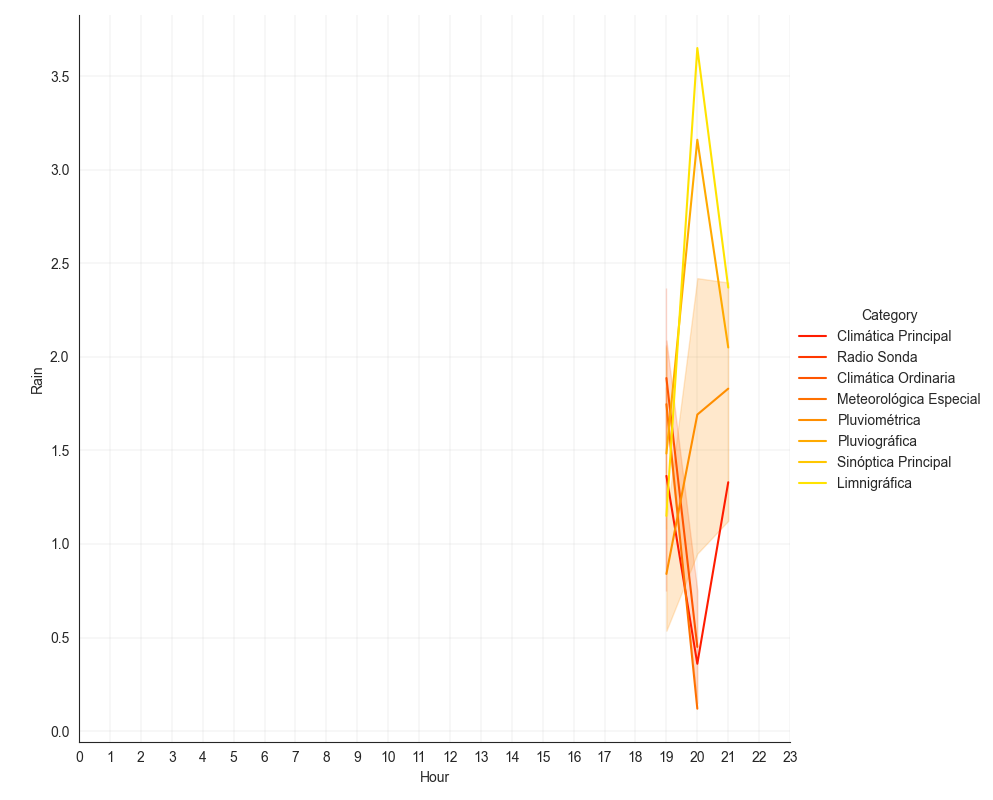 3.5
3.0
2.5
2.0
1.5
1.0
0.5
0.0
Rain
0 1 2 3 4 5 6 7 8 9 10 11 12 13 14 15 16 17 18 19 20 21 22 23
Hour
Category
Climática Principal
Radio Sonda
Climática Ordinaria
Meteorológica Especial
Pluviométrica
Pluviográfica
Sinóptica Principal
Limnigráfica